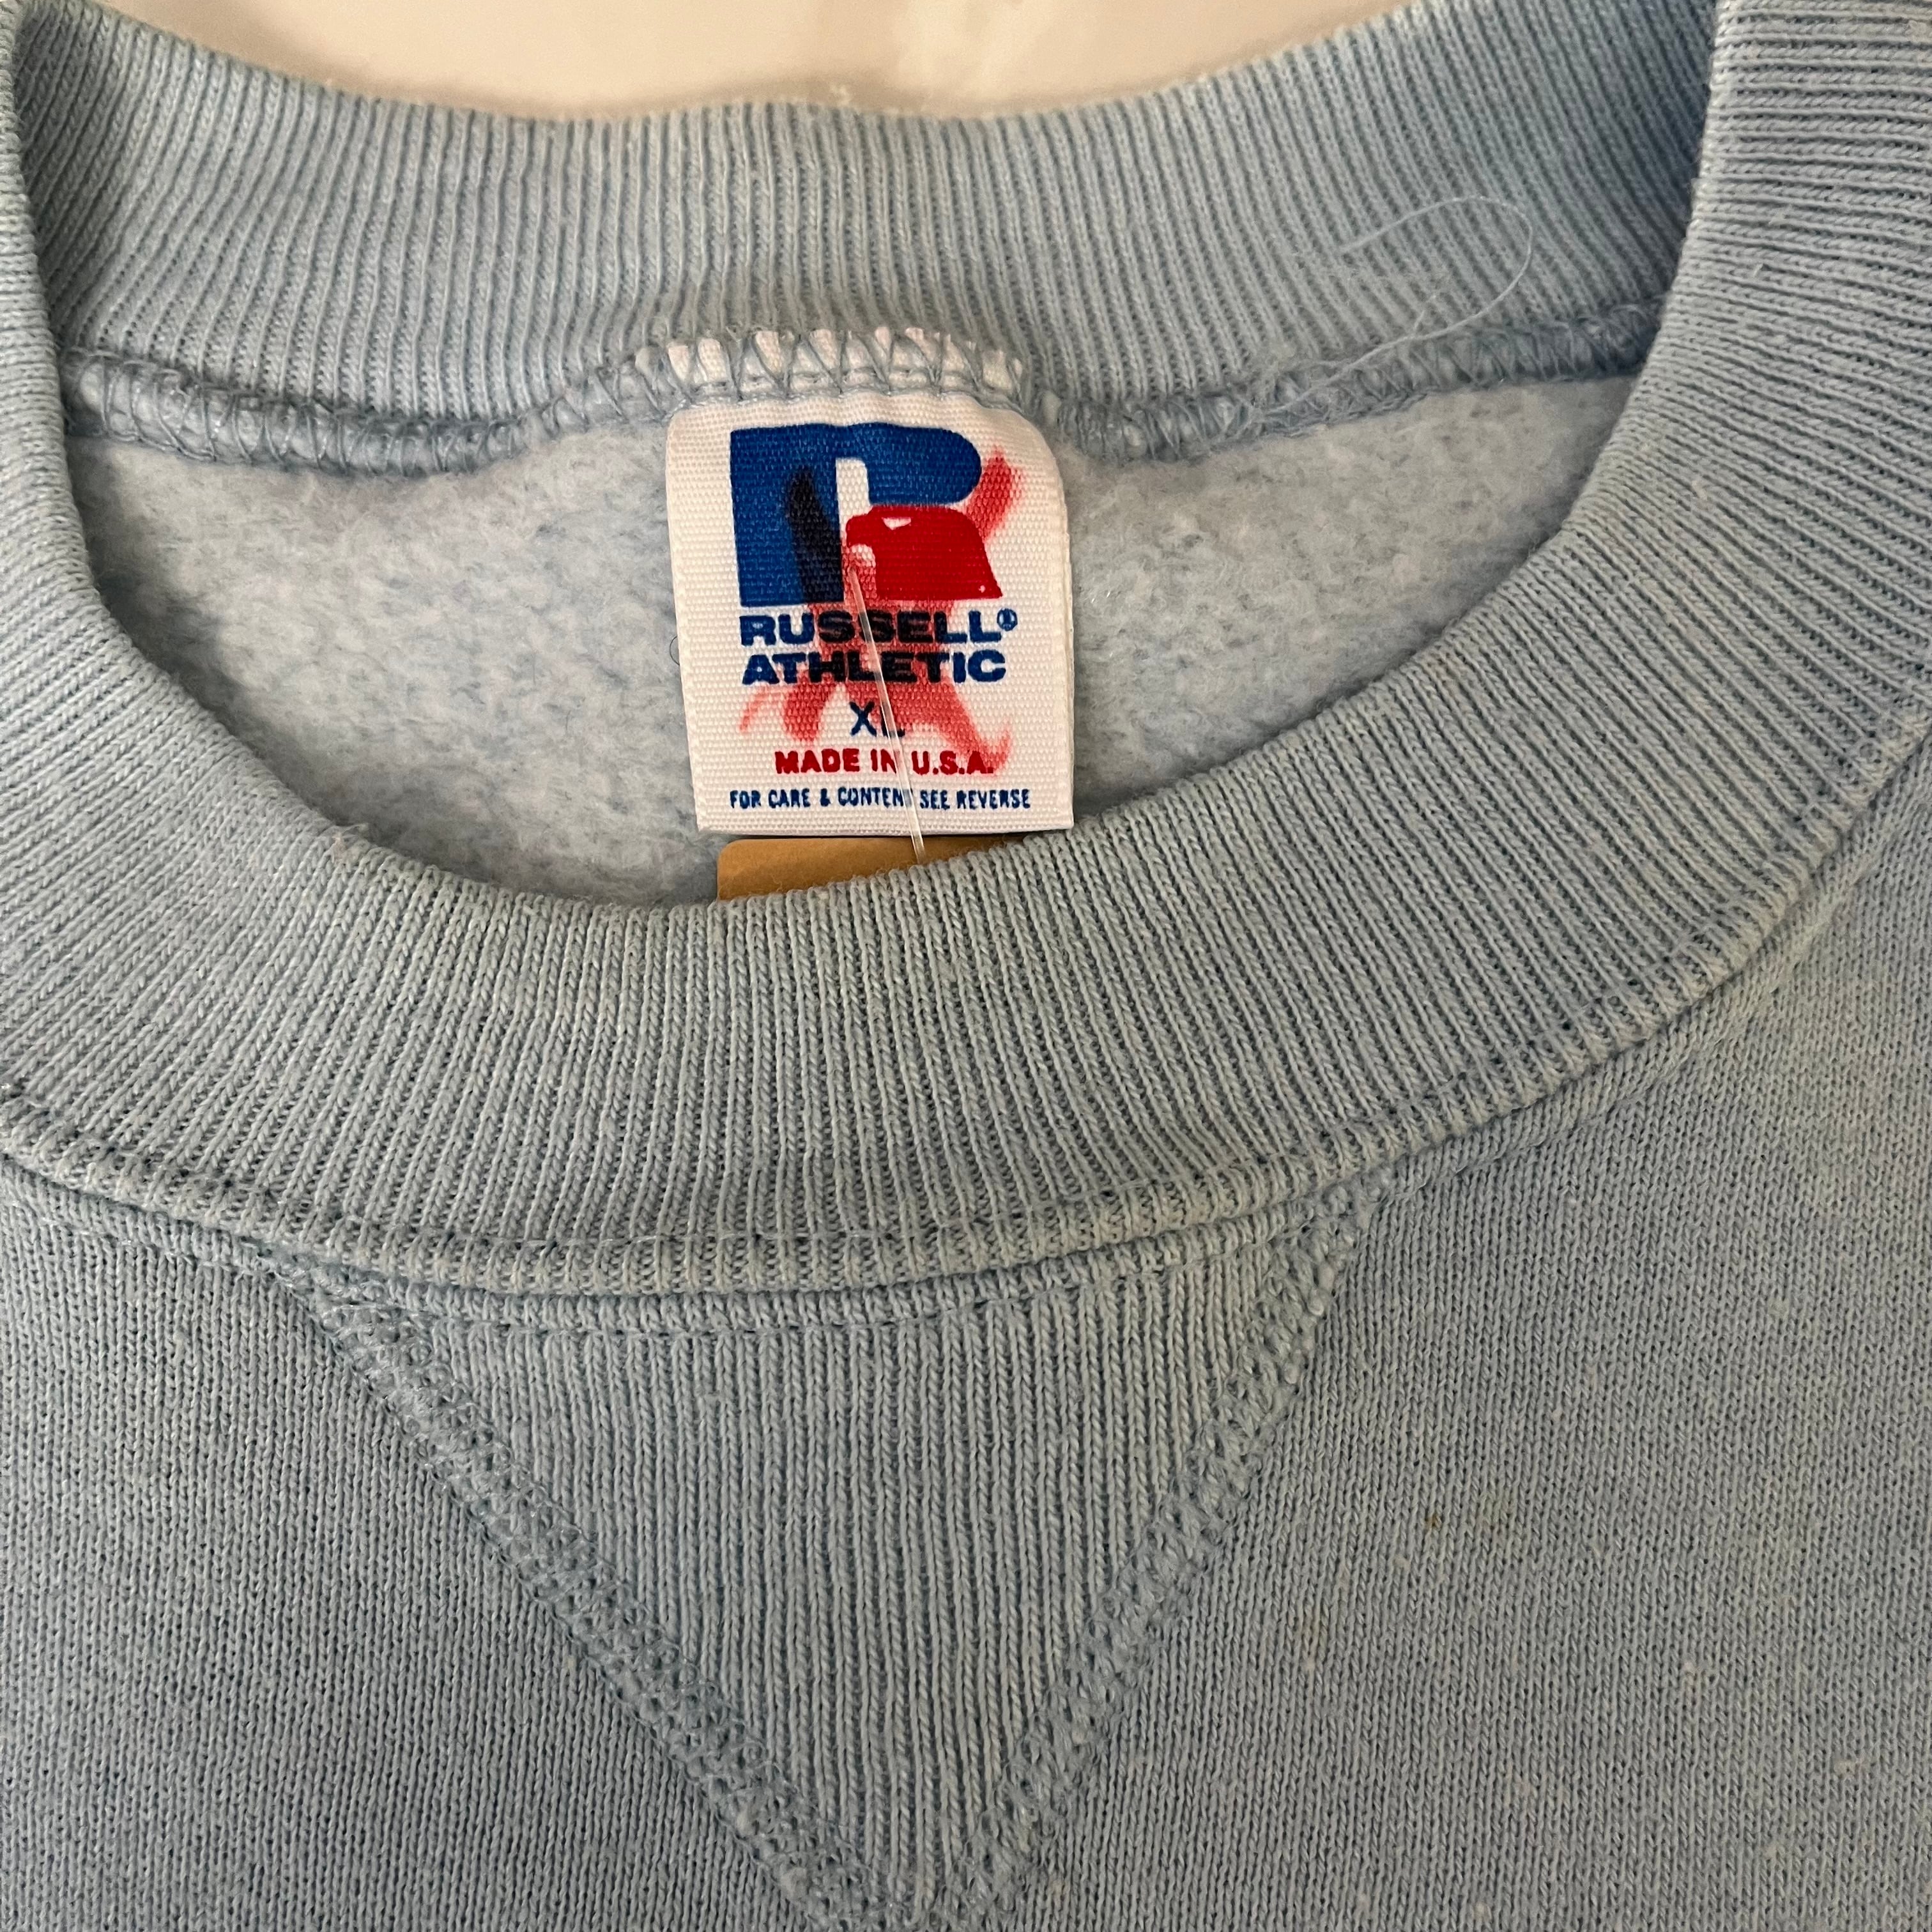 R
RUSSELL®
ATHLETIC
XL
MADE IN U.S.A.
FOR CARE & CONTENT SEE REVERSE